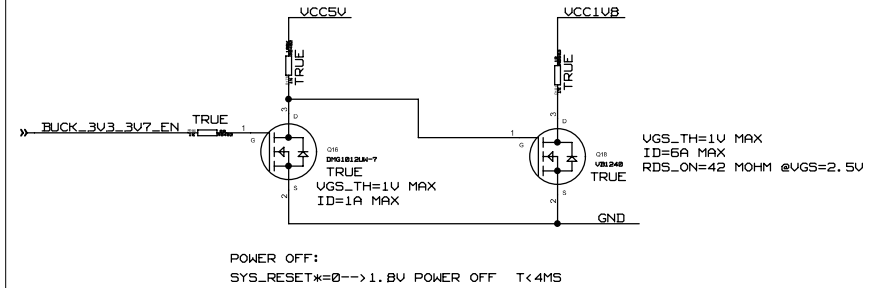 VCC5V
VCC1V8
TRUE
TRUE
TRUE
BUCK_3V3_3V7_EN
1
G
3
D
Q16
DMG1012UW-7
TRUE
VGS_TH=1V MAX
ID=1A MAX
S
2
1
G
3
D
Q18
VB1240
TRUE
S
2
VGS_TH=1V MAX
ID=6A MAX
RDS_ON=42 MOHM @VGS=2.5V
GND
POWER OFF:
SYS_RESET*=0-->1.8V POWER OFF T<4MS